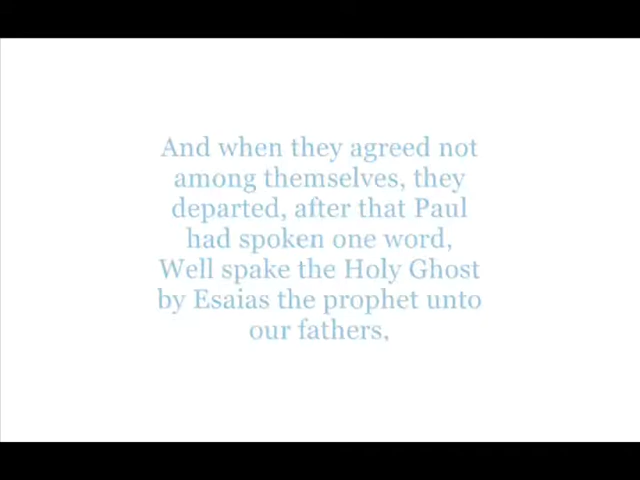 And when they agreed not
among themselves, they
departed, after that Paul
had spoken one word,
Well spake the Holy Ghost
by Esaias the prophet unto
our fathers,